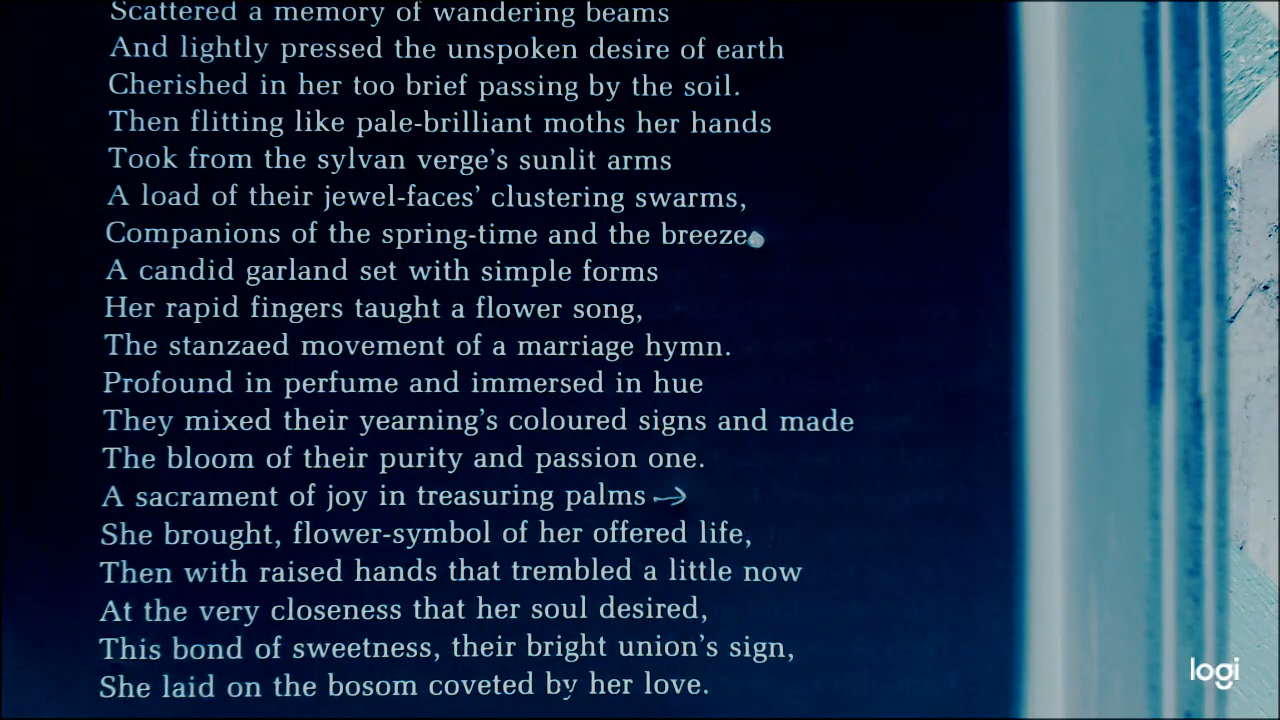 Scattered a memory of wandering beams
And lightly pressed the unspoken desire of earth
Cherished in her too brief passing by the soil.
Then flitting like pale-brilliant moths her hands
Took from the sylvan verge’s sunlit arms
A load of their jewel-faces’ clustering swarms,
Companions of the spring-time and the breeze.
A candid garland set with simple forms
Her rapid fingers taught a flower song,
The stanzaed movement of a marriage hymn.
Profound in perfume and immersed in hue
They mixed their yearning’s coloured signs and made
The bloom of their purity and passion one.
A sacrament of joy in treasuring palms →
She brought, flower-symbol of her offered life,
Then with raised hands that trembled a little now
At the very closeness that her soul desired,
This bond of sweetness, their bright union’s sign,
She laid on the bosom coveted by her love.
logi